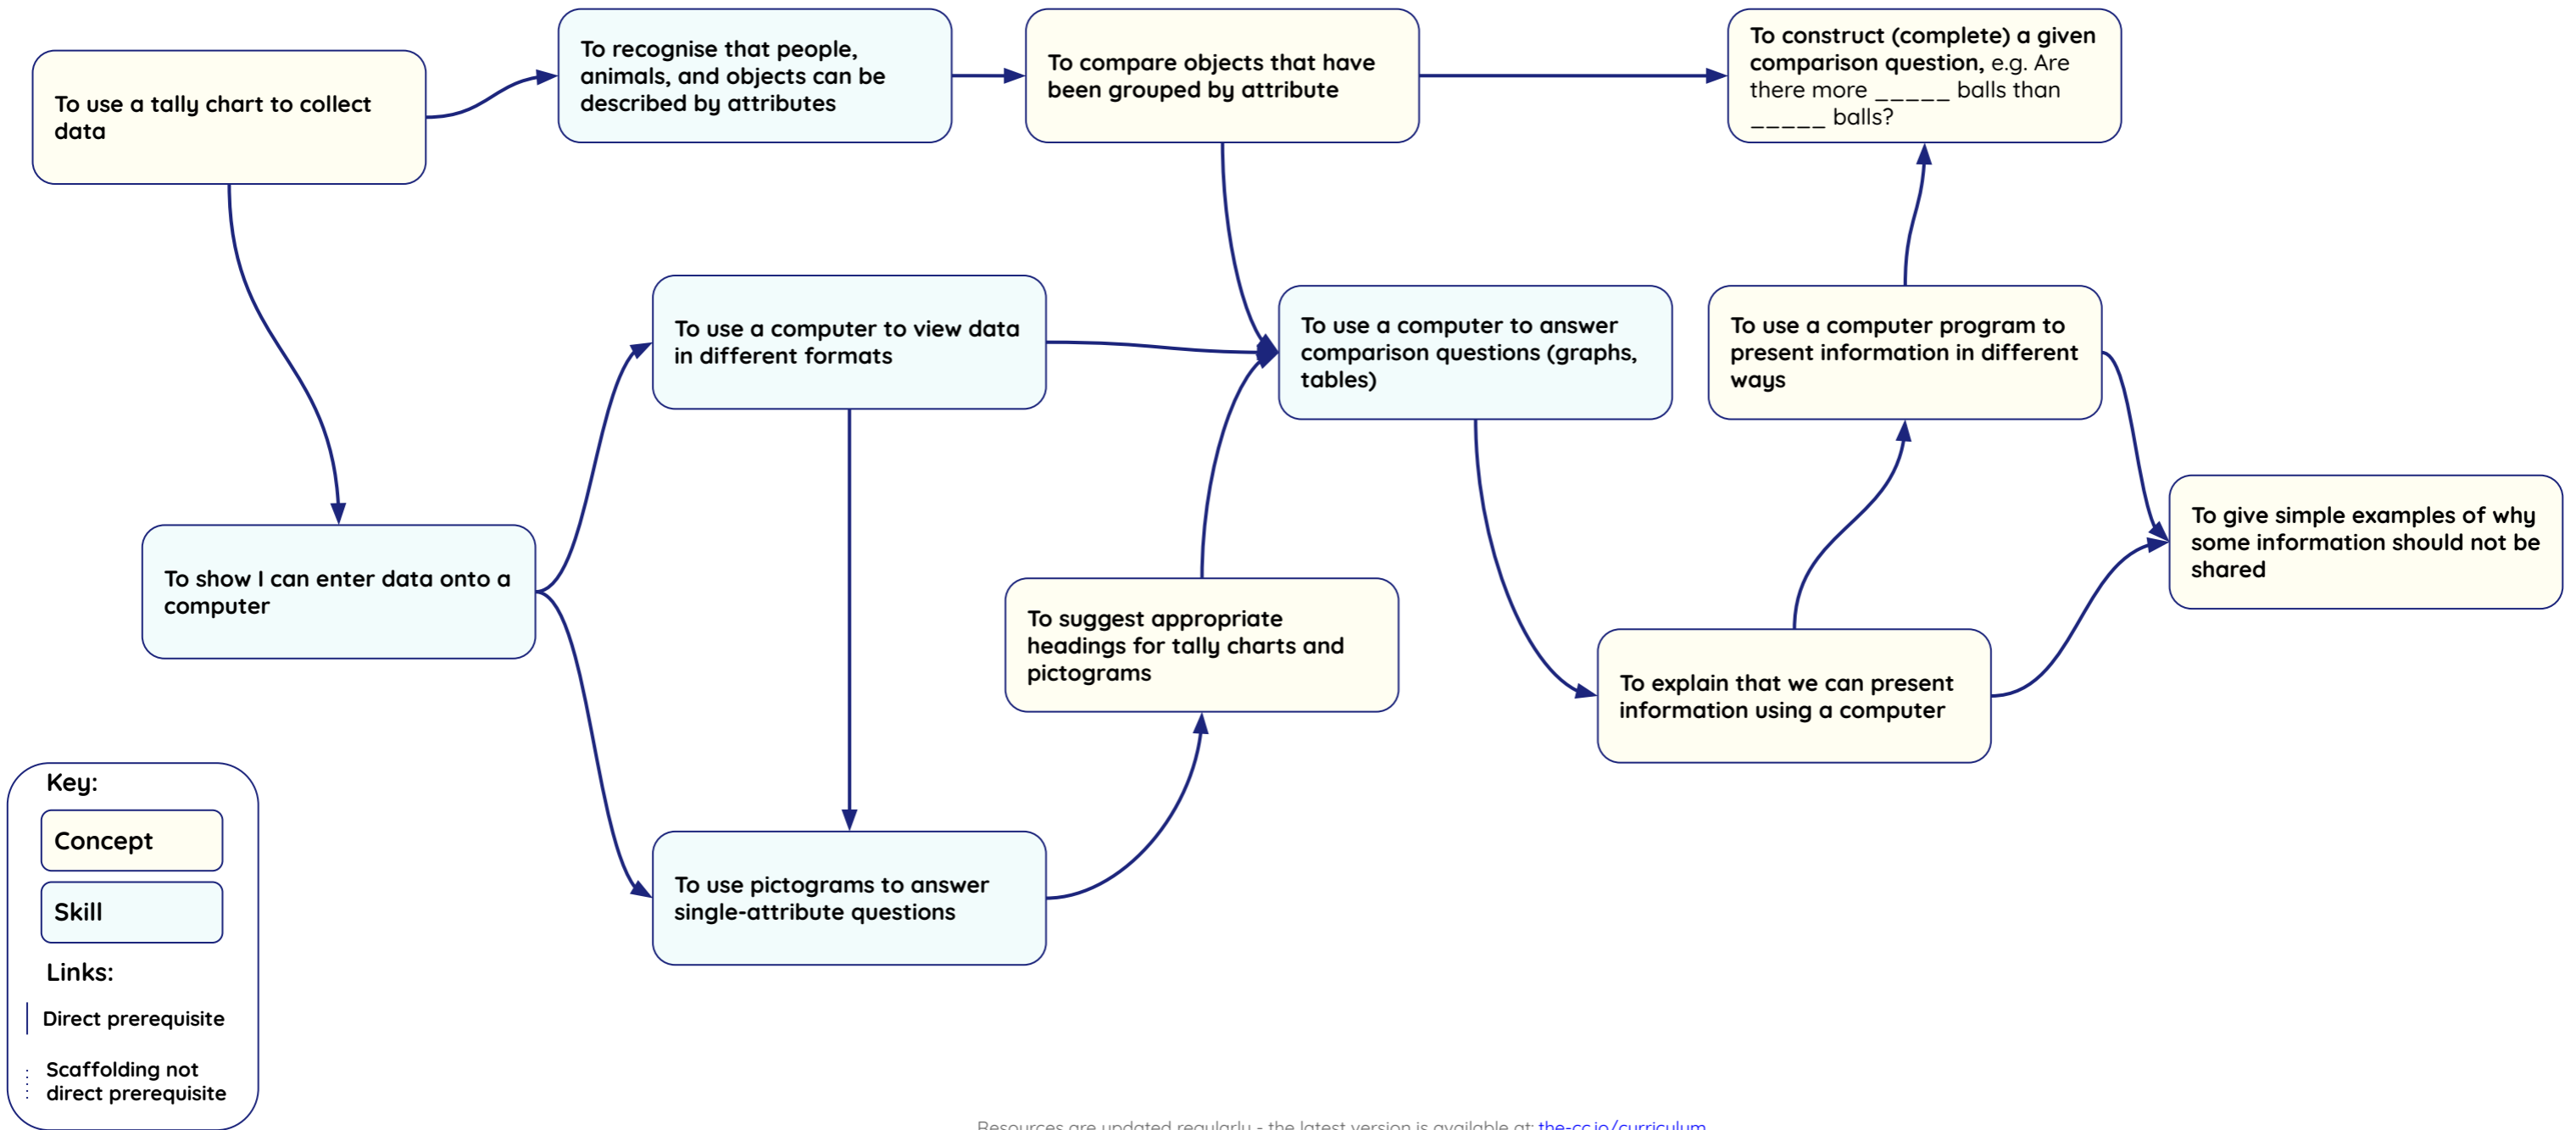 To use a tally chart to collect
data
To recognise that people,
animals, and objects can be
described by attributes
To compare objects that have
been grouped by attribute
To construct (complete) a given
comparison question, e.g. Are
there more _____ balls than
_____ balls?
To use a computer to view data
in different formats
To use a computer to answer
comparison questions (graphs,
tables)
To use a computer program to
present information in different
ways
To give simple examples of why
some information should not be
shared
To show I can enter data onto a
computer
To suggest appropriate
headings for tally charts and
pictograms
To explain that we can present
information using a computer
To use pictograms to answer
single-attribute questions
Key:
Concept
Skill
Links:
Direct prerequisite
Scaffolding not
direct prerequisite
Resources are updated regularly - the latest version is available at: the-cc.io/curriculum